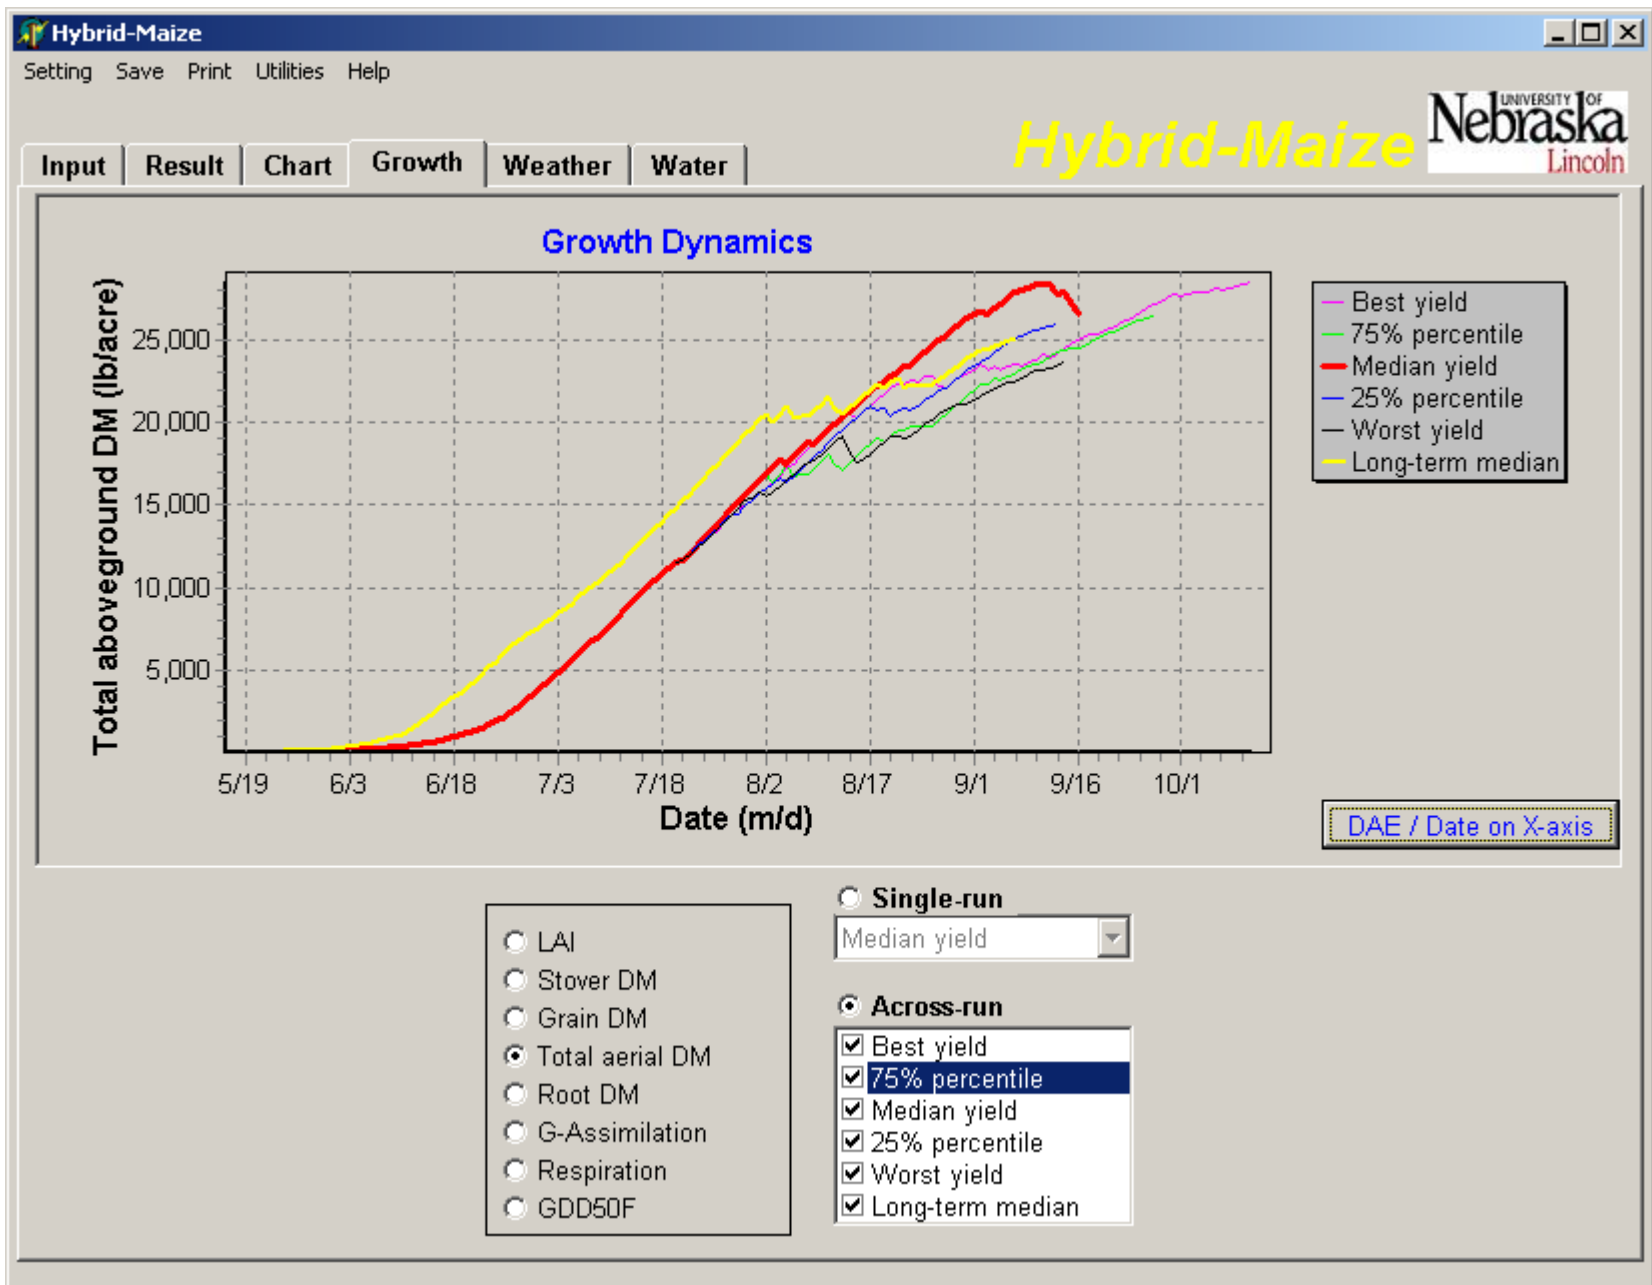 Hybrid-Maize
Setting Save Print Utilities Help
Hybrid-Maize
UNIVERSITY OF
Nebraska
Lincoln
Input Result Chart Growth Weather Water
Growth Dynamics
Total aboveground DM (lb/acre)
25,000
20,000
15,000
10,000
5,000
5/19 6/3 6/18 7/3 7/18 8/2 8/17 9/1 9/16 10/1
Date (m/d)
Best yield
75% percentile
Median yield
25% percentile
Worst yield
Long-term median
DAE / Date on X-axis
LAI
Stover DM
Grain DM
Total aerial DM
Root DM
G-Assimilation
Respiration
GDD50F
Single-run
Median yield
Across-run
Best yield
75% percentile
Median yield
25% percentile
Worst yield
Long-term median